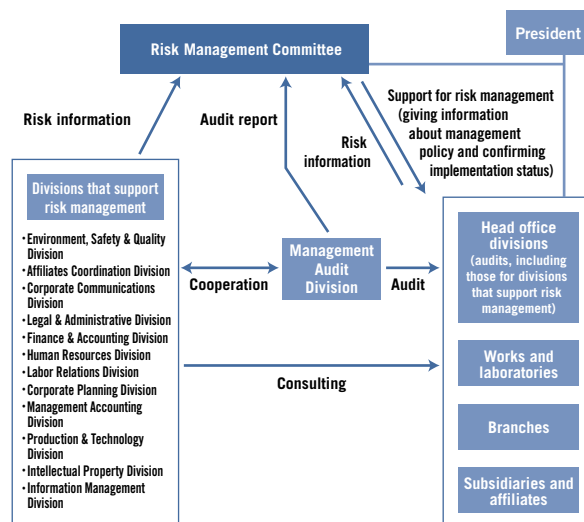 President
Risk Management Committee
Risk information
Audit report
Risk
information
Support for risk management
(giving information
about management
policy and confirming
implementation status)
Divisions that support
risk management
・Environment, Safety & Quality
Division
・Affiliates Coordination Division
・Corporate Communications
Division
・Legal & Administrative Division
・Finance & Accounting Division
・Human Resources Division
・Labor Relations Division
・Corporate Planning Division
・Management Accounting
Division
・Production & Technology
Division
・Intellectual Property Division
・Information Management
Division
Cooperation
Management
Audit
Division
Audit
Consulting
Head office
divisions
(audits, including
those for divisions
that support risk
management)
Works and
laboratories
Branches
Subsidiaries and
affiliates